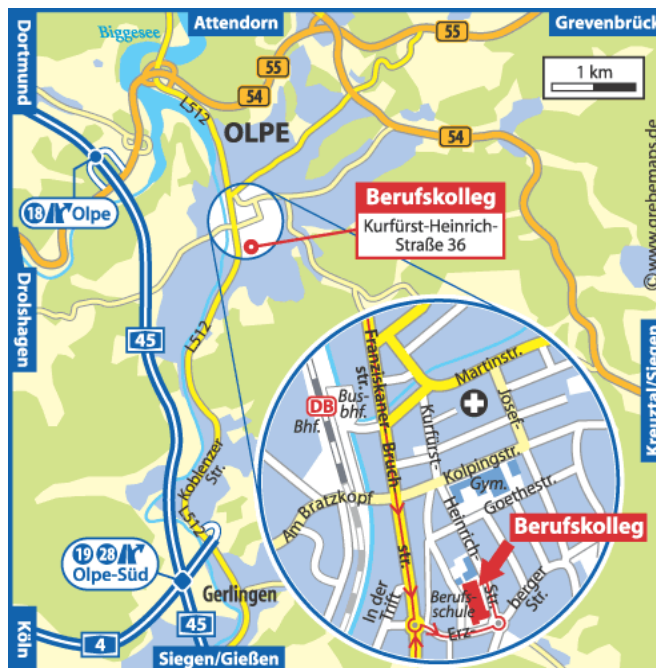 Attendorn
Grevenbrück
Dortmund
Biggesee
55
55
54
1 km
L512
OLPE
54
18 Olpe
Berufskolleg
Kurfürst-Heinrich-
Straße 36
©www.grebemaps.de
Drolshagen
45
L512
Kreuztal/Siegen
Franziskaner-
str.
Martinstr.
DB
Bhf.
Bus-
bhf.
Bruch
str.
Kurfürst-
Heinrich-
str.
Josef-
Kolpingstr.
Gym.
Goethestr.
Am Bratzkopf
Koblenzer
Str.
L512
19 28
Olpe-Süd
Gerlingen
Berufskolleg
In der
Trift
Berufs-
schule
Erz-
berger
Str.
Köln
4
45
Siegen/Gießen